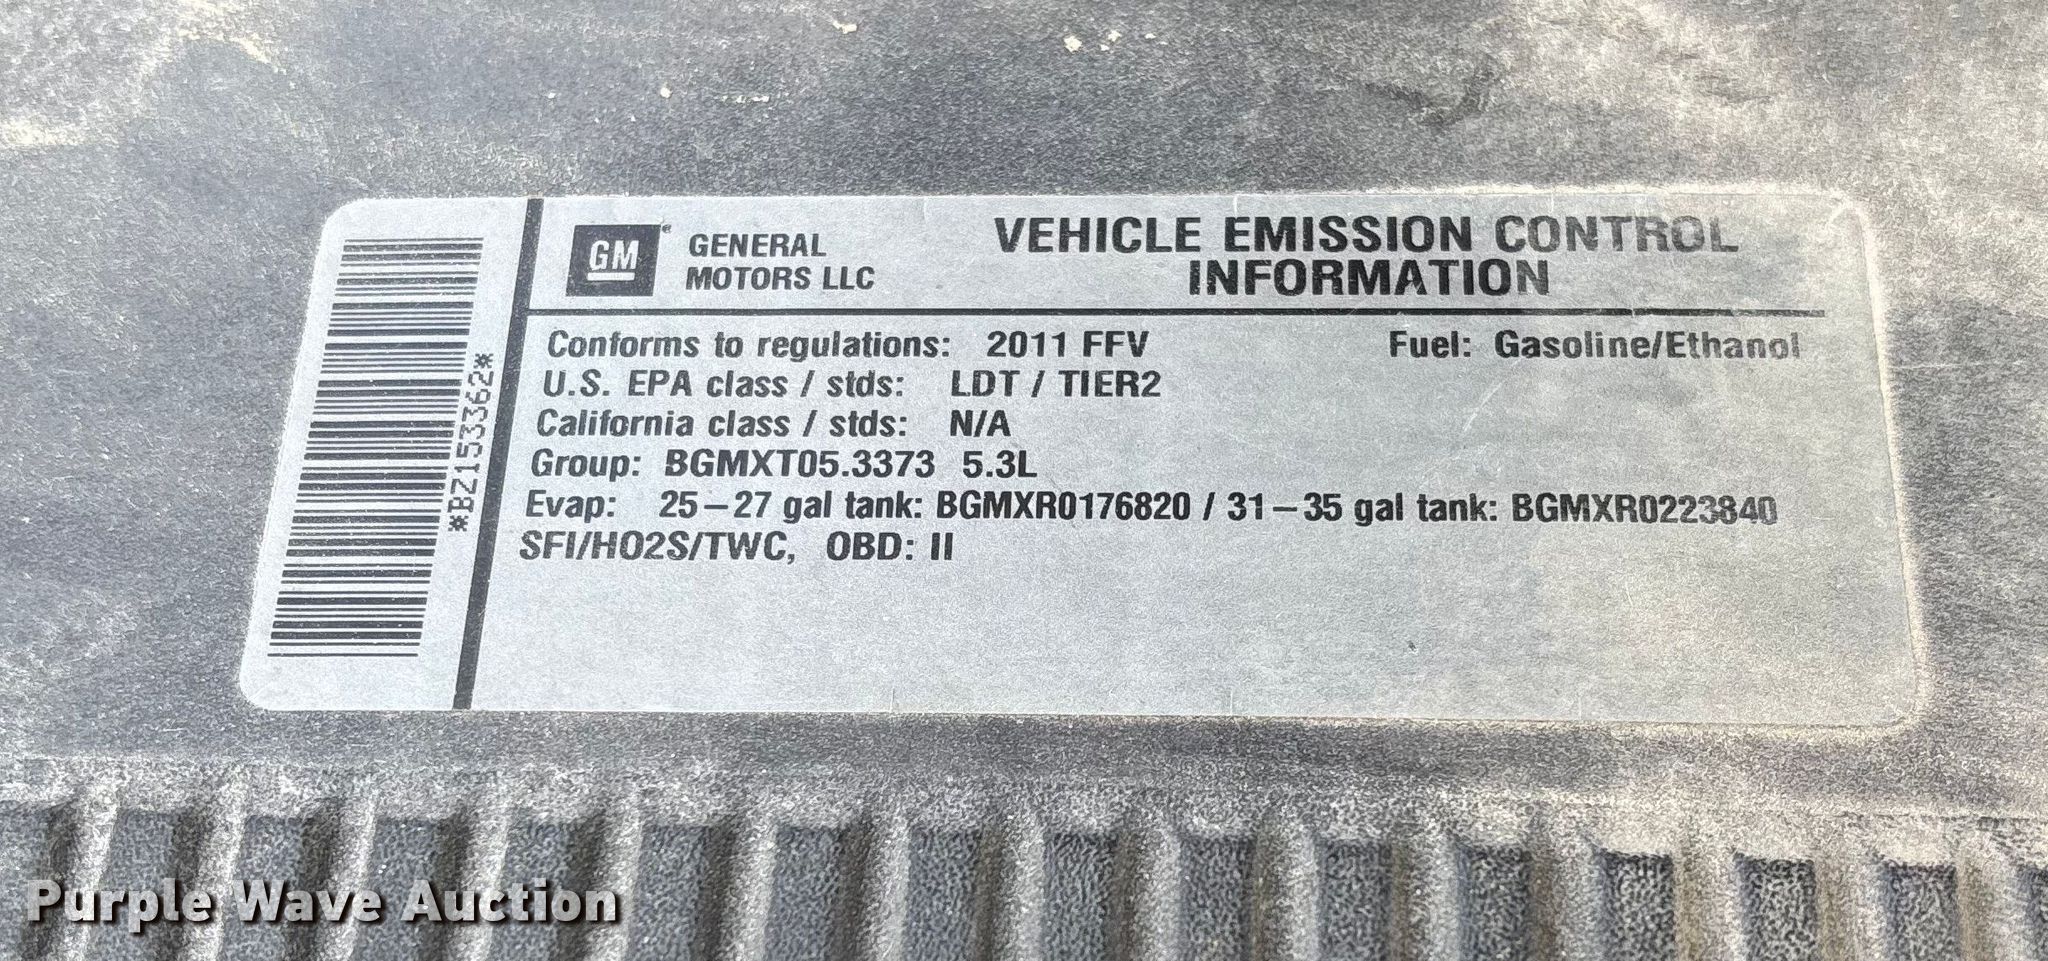 GM
GENERAL
MOTORS LLC
VEHICLE EMISSION CONTROL
INFORMATION
*BZ153362*
Conforms to regulations: 2011 FFV Fuel: Gasoline/Ethanol
U.S. EPA class / stds: LDT / TIER2
California class / stds: N/A
Group: BGMXT05.3373 5.3L
Evap: 25-27 gal tank: BGMXR0176820 / 31-35 gal tank: BGMXR0223840
SFI/HO2S/TWC, OBD: II
Purple Wave Auction